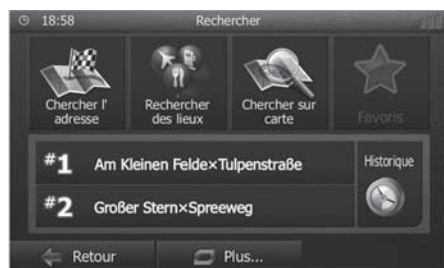 18:58 Rechercher
Chercher l'
adresse
Rechercher
des lieux
Chercher sur
carte
Favoris
#1 Am Kleinen Felde×Tulpenstraße
#2 Großer Stern×Spreeweg
Historique
Retour
Plus...